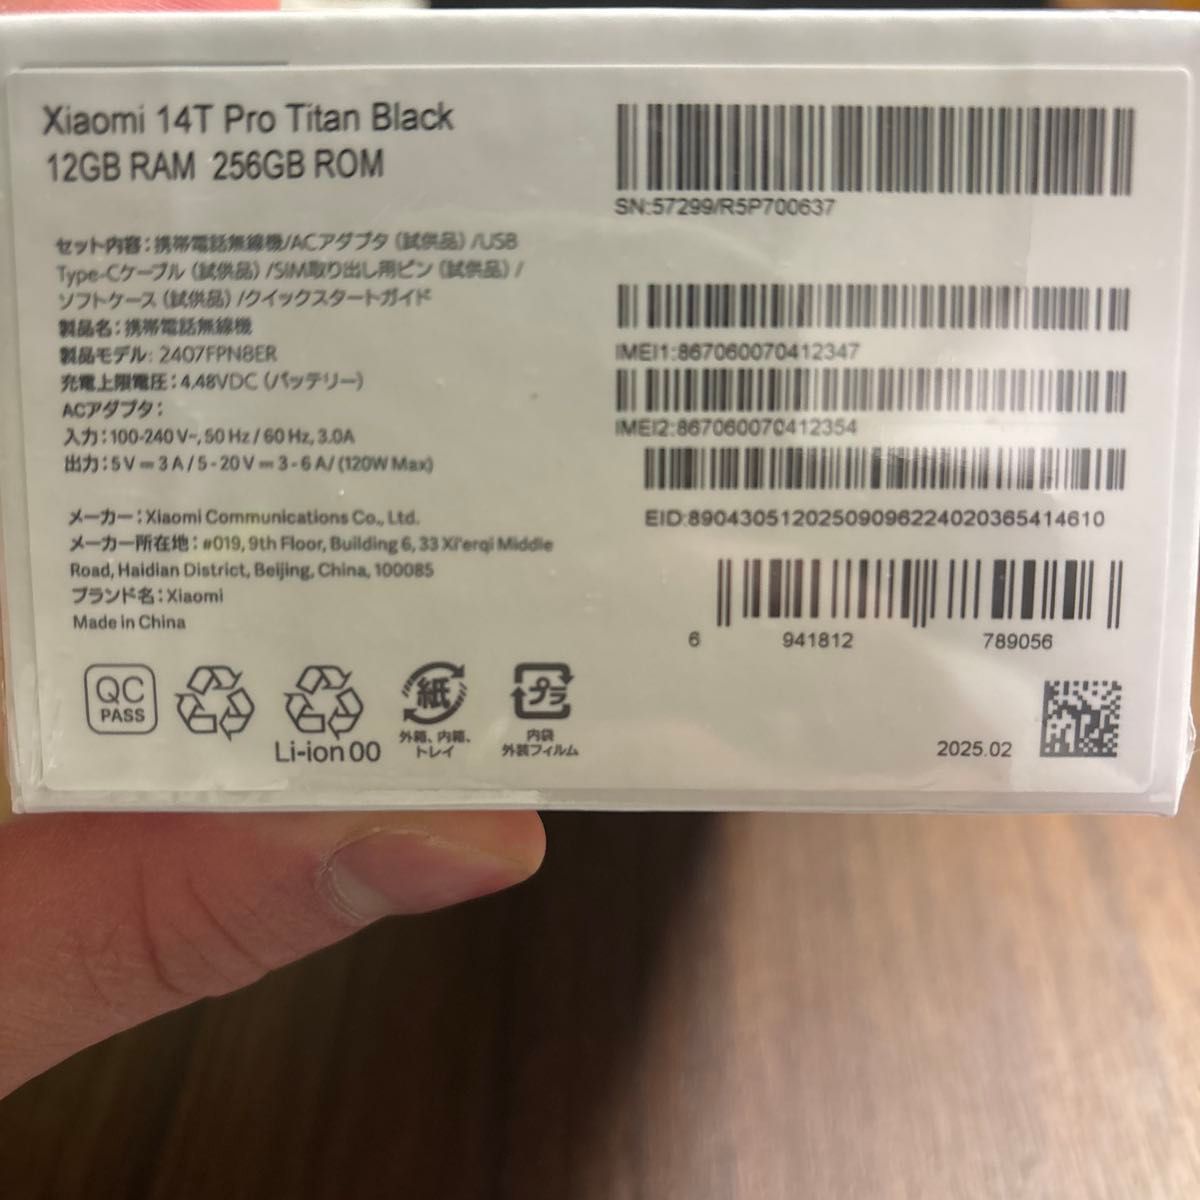 Xiaomi 14T Pro Titan Black
12GB RAM 256GB ROM
セット内容：携帯電話無線機/ACアダプタ（試供品）/USB
Type-Cケーブル（試供品）/SIM取り出し用ピン（試供品）/
ソフトケース（試供品）/クイックスタートガイド
製品名：携帯電話無線機
製品モデル: 2407FPN8ER
充電上限電圧：4.48VDC（バッテリー）
ACアダプタ：
入力：100-240 V~, 50 Hz / 60 Hz, 3.0A
出力：5 V ⎓ 3 A / 5 - 20 V ⎓ 3 - 6 A/ (120W Max)
メーカー：Xiaomi Communications Co., Ltd.
メーカー所在地：#019, 9th Floor, Building 6, 33 Xi'erqi Middle
Road, Haidian District, Beijing, China, 100085
ブランド名：Xiaomi
Made in China
QC
PASS
Li-ion 00
紙
外箱、内箱、
トレイ
プラ
内袋
外装フィルム
SN:57299/R5P700637
IMEI1:867060070412347
IMEI2:867060070412354
EID:89043051202509096224020365414610
6 941812 789056
2025.02